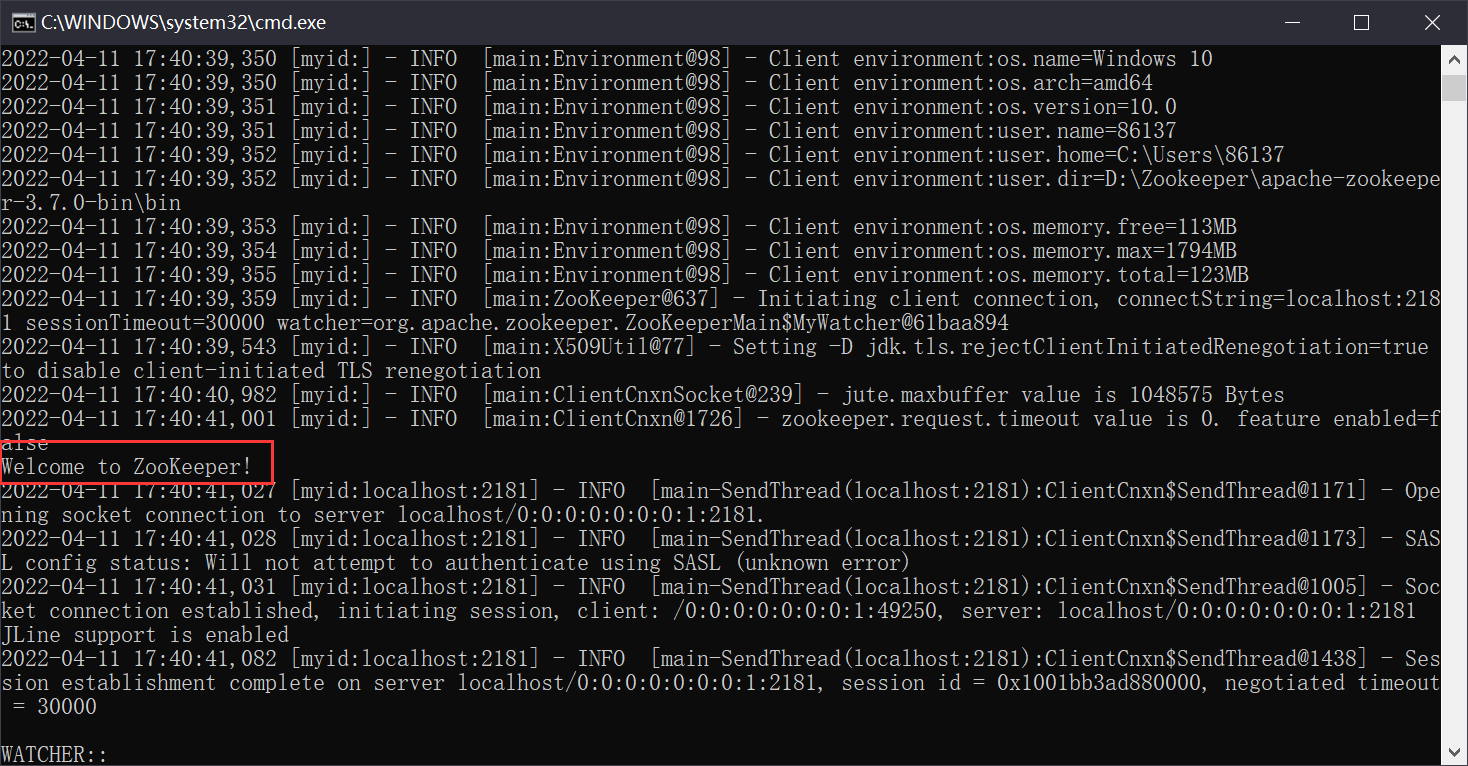 C:\WINDOWS\system32\cmd.exe
2022-04-11 17:40:39,350 [myid:] - INFO  [main:Environment@98] - Client environment:os.name=Windows 10
2022-04-11 17:40:39,350 [myid:] - INFO  [main:Environment@98] - Client environment:os.arch=amd64
2022-04-11 17:40:39,351 [myid:] - INFO  [main:Environment@98] - Client environment:os.version=10.0
2022-04-11 17:40:39,351 [myid:] - INFO  [main:Environment@98] - Client environment:user.name=86137
2022-04-11 17:40:39,352 [myid:] - INFO  [main:Environment@98] - Client environment:user.home=C:\Users\86137
2022-04-11 17:40:39,352 [myid:] - INFO  [main:Environment@98] - Client environment:user.dir=D:\Zookeeper\apache-zookeepe
r-3.7.0-bin\bin
2022-04-11 17:40:39,353 [myid:] - INFO  [main:Environment@98] - Client environment:os.memory.free=113MB
2022-04-11 17:40:39,354 [myid:] - INFO  [main:Environment@98] - Client environment:os.memory.max=1794MB
2022-04-11 17:40:39,355 [myid:] - INFO  [main:Environment@98] - Client environment:os.memory.total=123MB
2022-04-11 17:40:39,359 [myid:] - INFO  [main:ZooKeeper@637] - Initiating client connection, connectString=localhost:218
1 sessionTimeout=30000 watcher=org.apache.zookeeper.ZooKeeperMain$MyWatcher@61baa894
2022-04-11 17:40:39,543 [myid:] - INFO  [main:X509Util@77] - Setting -D jdk.tls.rejectClientInitiatedRenegotiation=true
to disable client-initiated TLS renegotiation
2022-04-11 17:40:40,982 [myid:] - INFO  [main:ClientCnxnSocket@239] - jute.maxbuffer value is 1048575 Bytes
2022-04-11 17:40:41,001 [myid:] - INFO  [main:ClientCnxn@1726] - zookeeper.request.timeout value is 0. feature enabled=f
alse
Welcome to ZooKeeper!
2022-04-11 17:40:41,027 [myid:localhost:2181] - INFO  [main-SendThread(localhost:2181):ClientCnxn$SendThread@1171] - Ope
ning socket connection to server localhost/0:0:0:0:0:0:0:1:2181.
2022-04-11 17:40:41,028 [myid:localhost:2181] - INFO  [main-SendThread(localhost:2181):ClientCnxn$SendThread@1173] - SAS
L config status: Will not attempt to authenticate using SASL (unknown error)
2022-04-11 17:40:41,031 [myid:localhost:2181] - INFO  [main-SendThread(localhost:2181):ClientCnxn$SendThread@1005] - Soc
ket connection established, initiating session, client: /0:0:0:0:0:0:0:1:49250, server: localhost/0:0:0:0:0:0:0:1:2181
JLine support is enabled
2022-04-11 17:40:41,082 [myid:localhost:2181] - INFO  [main-SendThread(localhost:2181):ClientCnxn$SendThread@1438] - Ses
sion establishment complete on server localhost/0:0:0:0:0:0:0:1:2181, session id = 0x1001bb3ad880000, negotiated timeout
 = 30000
WATCHER::